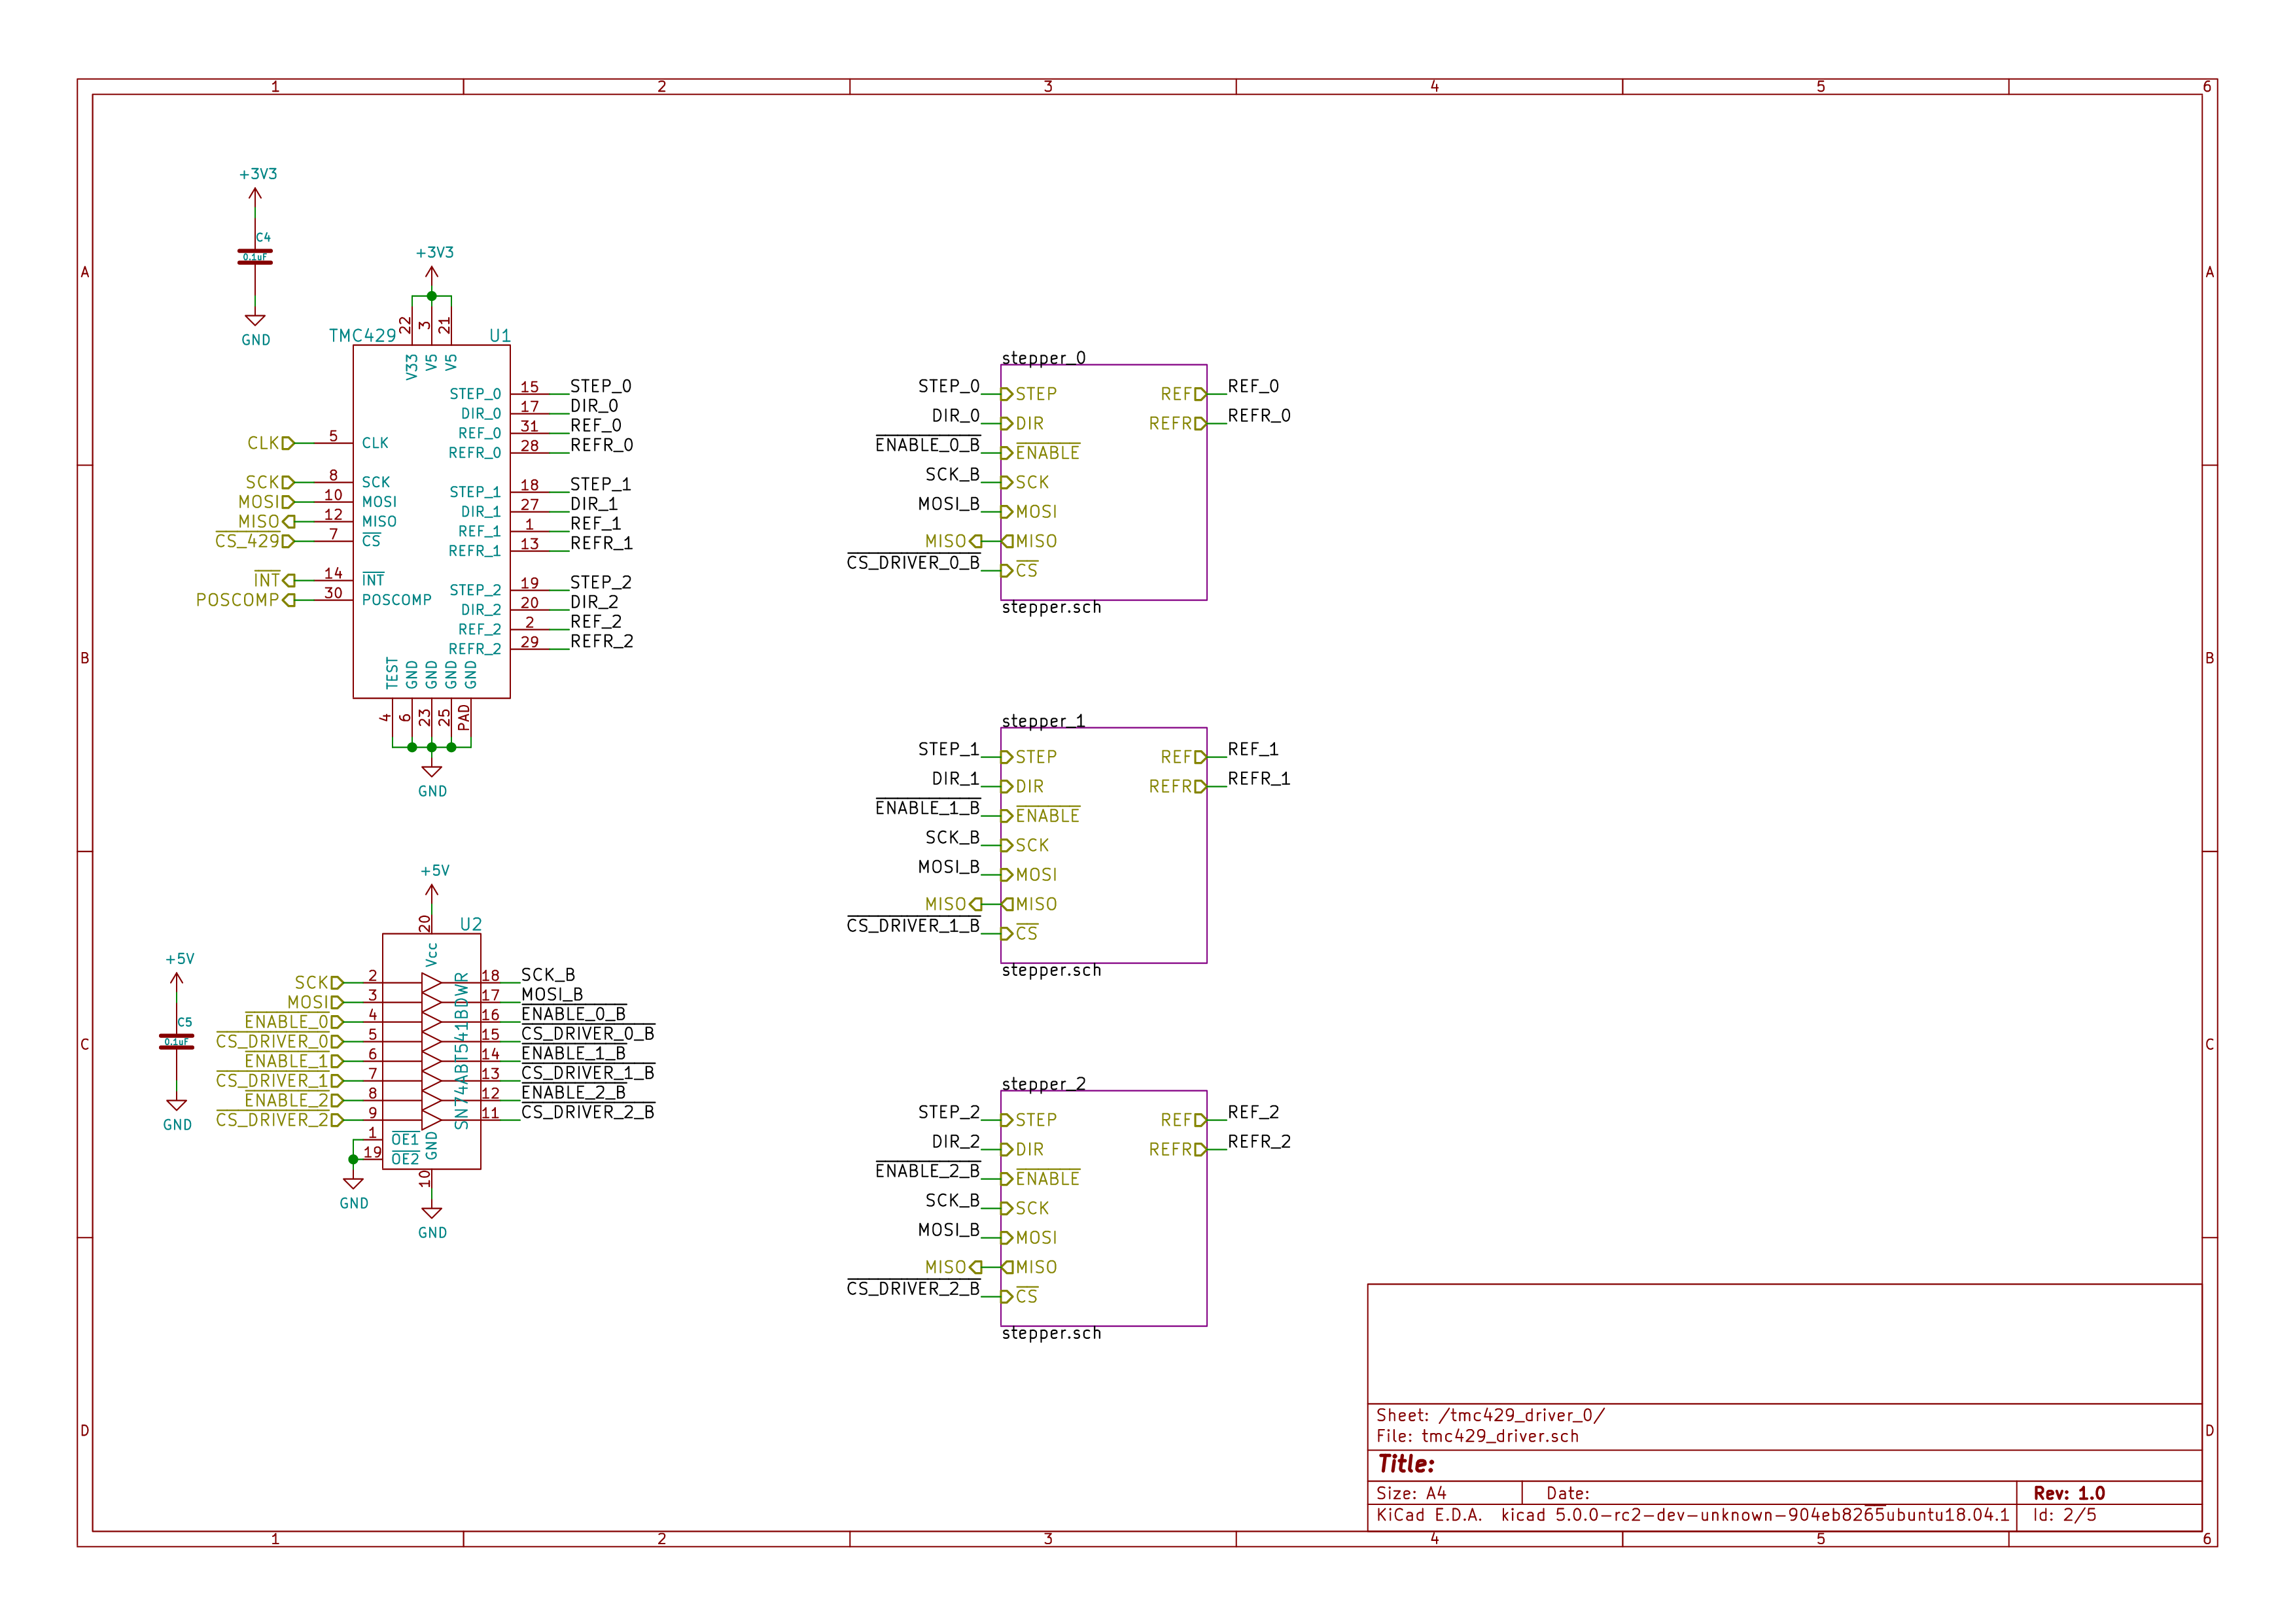 1 2 3 4 5 6
A
B
C
D
A
B
C
D
+3V3
C4
0.1uF
GND
+3V3
TMC429
U1
22 3 21
V33 V5 V5
CLK 5 CLK
SCK 8 SCK
MOSI 10 MOSI
MISO 12 MISO
CS_429 7 CS
INT 14 INT
POSCOMP 30 POSCOMP
STEP_0 15 STEP_0
DIR_0 17 DIR_0
REF_0 31 REF_0
REFR_0 28 REFR_0
STEP_1 18 STEP_1
DIR_1 27 DIR_1
REF_1 1 REF_1
REFR_1 13 REFR_1
STEP_2 19 STEP_2
DIR_2 20 DIR_2
REF_2 2 REF_2
REFR_2 29 REFR_2
TEST GND GND GND GND
4 6 23 25 PAD
GND
+5V
C5
0.1uF
GND
+5V
U2
20
Vcc
SN74ABT541BDWR
SCK 2 18 SCK_B
MOSI 3 17 MOSI_B
ENABLE_0 4 16 ENABLE_0_B
CS_DRIVER_0 5 15 CS_DRIVER_0_B
ENABLE_1 6 14 ENABLE_1_B
CS_DRIVER_1 7 13 CS_DRIVER_1_B
ENABLE_2 8 12 ENABLE_2_B
CS_DRIVER_2 9 11 CS_DRIVER_2_B
1 OE1
19 OE2
GND
10
GND
GND
stepper_0
STEP_0 STEP REF REF_0
DIR_0 DIR REFR REFR_0
ENABLE_0_B ENABLE
SCK_B SCK
MOSI_B MOSI
MISO MISO
CS_DRIVER_0_B CS
stepper.sch
stepper_1
STEP_1 STEP REF REF_1
DIR_1 DIR REFR REFR_1
ENABLE_1_B ENABLE
SCK_B SCK
MOSI_B MOSI
MISO MISO
CS_DRIVER_1_B CS
stepper.sch
stepper_2
STEP_2 STEP REF REF_2
DIR_2 DIR REFR REFR_2
ENABLE_2_B ENABLE
SCK_B SCK
MOSI_B MOSI
MISO MISO
CS_DRIVER_2_B CS
stepper.sch
Sheet: /tmc429_driver_0/
File: tmc429_driver.sch
Title:
Size: A4 Date: Rev: 1.0
KiCad E.D.A. kicad 5.0.0-rc2-dev-unknown-904eb8265ubuntu18.04.1 Id: 2/5
1 2 3 4 5 6